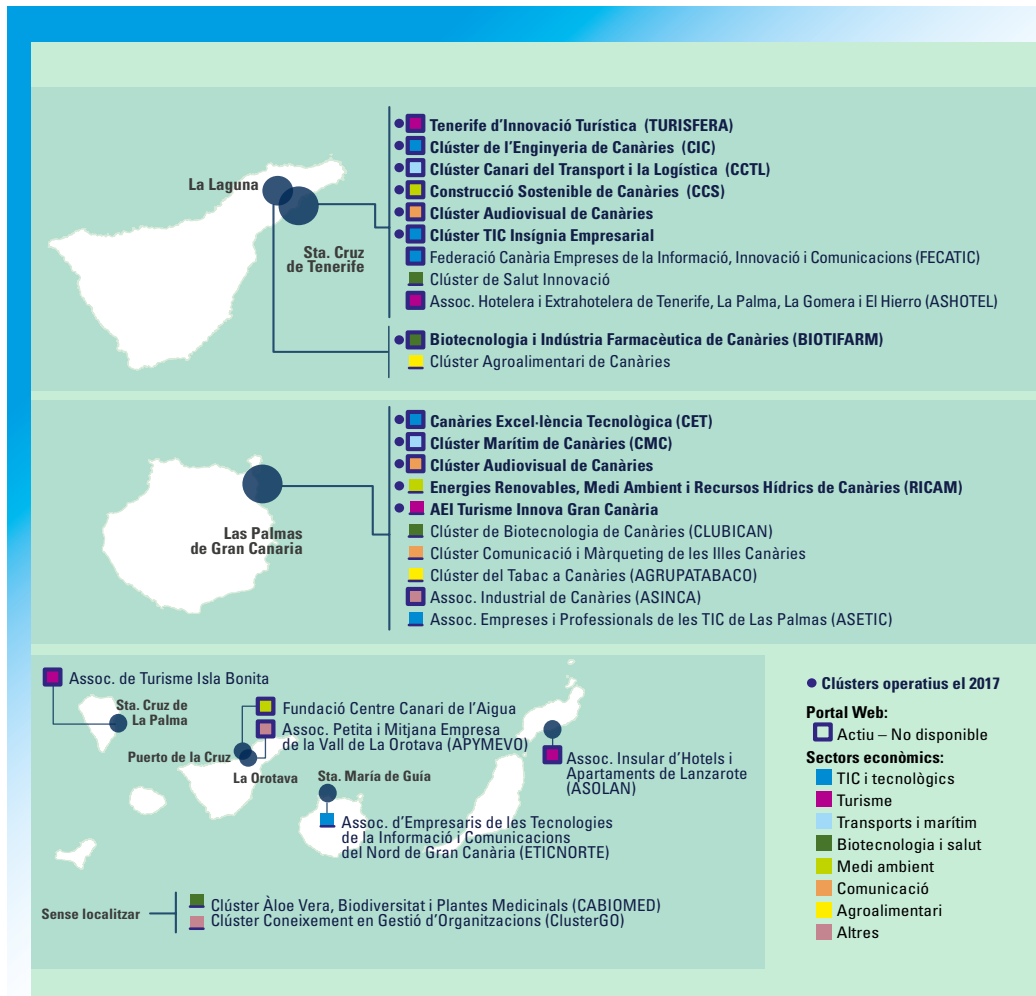 Tenerife d'Innovació Turística (TURISFERA)
Clúster de l'Enginyeria de Canàries (CIC)
Clúster Canari del Transport i la Logística (CCTL)
Construcció Sostenible de Canàries (CCS)
Clúster Audiovisual de Canàries
Clúster TIC Insígnia Empresarial
Federació Canària Empreses de la Informació, Innovació i Comunicacions (FECATIC)
Clúster de Salut Innovació
Assoc. Hotelera i Extrahotelera de Tenerife, La Palma, La Gomera i El Hierro (ASHOTEL)
La Laguna
Sta. Cruz
de Tenerife
Biotecnologia i Indústria Farmacèutica de Canàries (BIOTIFARM)
Clúster Agroalimentari de Canàries
Canàries Excel·lència Tecnològica (CET)
Clúster Marítim de Canàries (CMC)
Clúster Audiovisual de Canàries
Energies Renovables, Medi Ambient i Recursos Hídrics de Canàries (RICAM)
AEI Turisme Innova Gran Canària
Clúster de Biotecnologia de Canàries (CLUBICAN)
Clúster Comunicació i Màrqueting de les Illes Canàries
Clúster del Tabac a Canàries (AGRUPATABACO)
Assoc. Industrial de Canàries (ASINCA)
Assoc. Empreses i Professionals de les TIC de Las Palmas (ASETIC)
Las Palmas
de Gran Canaria
Assoc. de Turisme Isla Bonita
Sta. Cruz de
La Palma
Fundació Centre Canari de l'Aigua
Assoc. Petita i Mitjana Empresa
de la Vall de La Orotava (APYMEVO)
Puerto de la Cruz
La Orotava
Sta. María de Guía
Assoc. Insular d'Hotels i
Apartaments de Lanzarote
(ASOLAN)
Assoc. d'Empresaris de les Tecnologies
de la Informació i Comunicacions
del Nord de Gran Canària (ETICNORTE)
Sense localitzar
Clúster Àloe Vera, Biodiversitat i Plantes Medicinals (CABIOMED)
Clúster Coneixement en Gestió d'Organitzacions (ClusterGO)
Clústers operatius el 2017
Portal Web:
Actiu – No disponible
Sectors econòmics:
TIC i tecnològics
Turisme
Transports i marítim
Biotecnologia i salut
Medi ambient
Comunicació
Agroalimentari
Altres